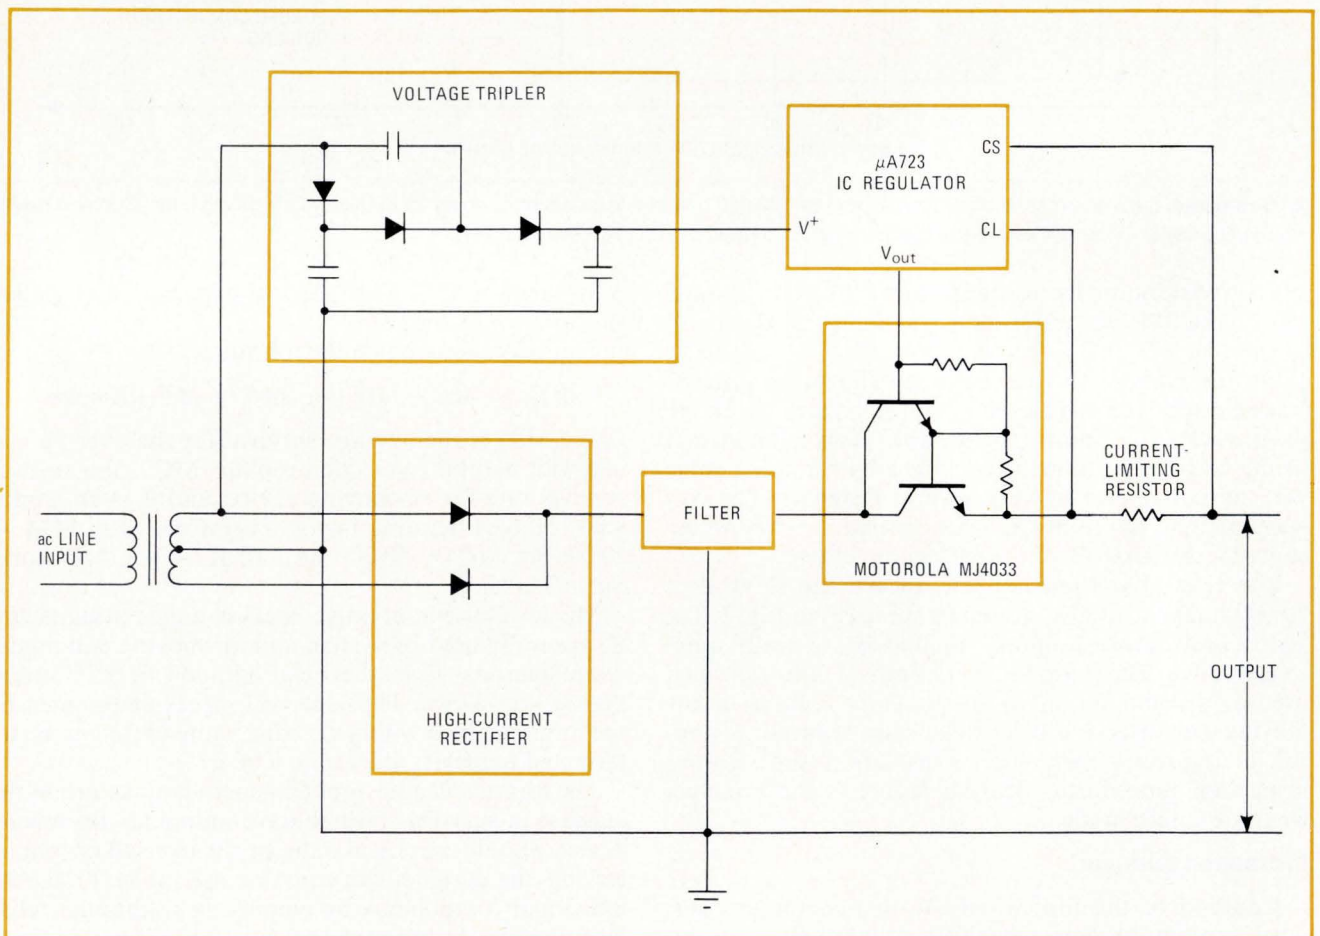 VOLTAGE TRIPLER
μA723
IC REGULATOR
CS
V+
CL
Vout
CURRENT-
LIMITING
RESISTOR
ac LINE
INPUT
FILTER
MOTOROLA MJ4033
OUTPUT
HIGH-CURRENT
RECTIFIER